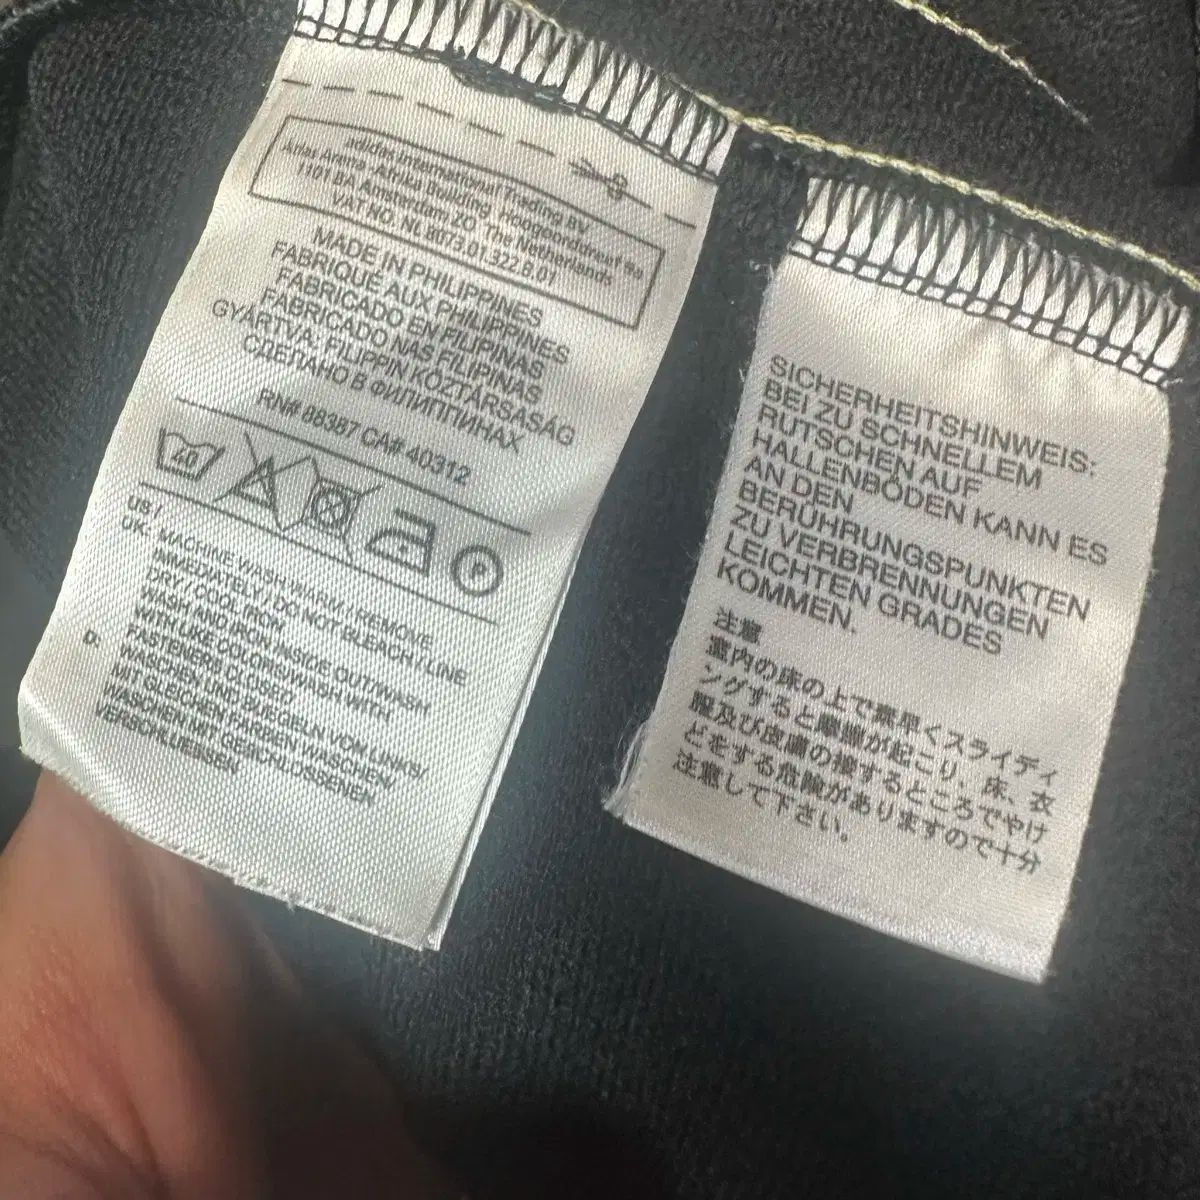 adidas International Trading BV
Atlas Arena, Afrika Building, Hoogoorddreef 9a
1101 BA Amsterdam ZO The Netherlands
VAT NO. NL 8073.01.322.B.01
MADE IN PHILIPPINES
FABRIQUE AUX PHILIPPINES
FABRICADO EN FILIPINAS
FABRICADO NAS FILIPINAS
GYÁRTVA: FILIPPIN KÖZTÁRSASÁG
СДЕЛАНО В ФИЛИППИНАХ
RN# 88387 CA# 40312
40
P
US /
UK: MACHINE WASH WARM / REMOVE
IMMEDIATELY / DO NOT BLEACH / LINE
DRY / COOL IRON
WASH AND IRON INSIDE OUT/WASH
WITH LIKE COLORS/WASH WITH
FASTENERS CLOSED
D: WASCHEN UND BUEGELN VON LINKS/
MIT GLEICHEN FARBEN WASCHEN/
WASCHEN MIT GESCHLOSSENEN
VERSCHLUESSEN
SICHERHEITSHINWEIS:
BEI ZU SCHNELLEM
RUTSCHEN AUF
HALLENBÖDEN KANN ES
AN DEN
BERÜHRUNGSPUNKTEN
ZU VERBRENNUNGEN
LEICHTEN GRADES
KOMMEN.
注意
室内の床の上で素早くスライディ
ングすると摩擦が起こり、床、衣
服及び皮膚の接するところでやけ
どをする危険がありますので十分
注意して下さい。